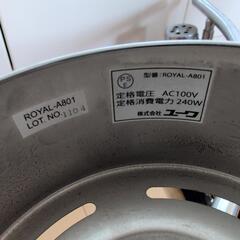 ROYAL-A801
LOT. NO.1104
PS
E
型番：ROYAL-A801
定格電圧 AC100V
定格消費電力 240W
株式会社 ユーワ